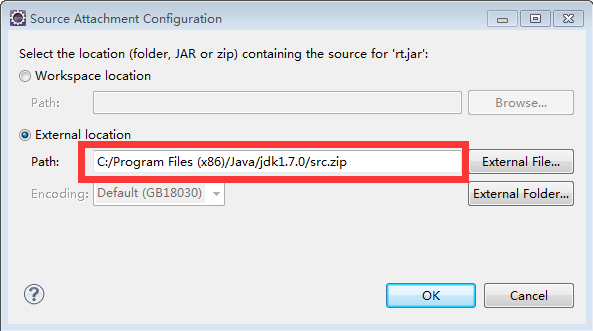 Source Attachment Configuration
Select the location (folder, JAR or zip) containing the source for 'rt.jar':
Workspace location
Path: Browse...
External location
Path: C:/Program Files (x86)/Java/jdk1.7.0/src.zip External File...
Encoding: Default (GB18030) External Folder...
? OK Cancel